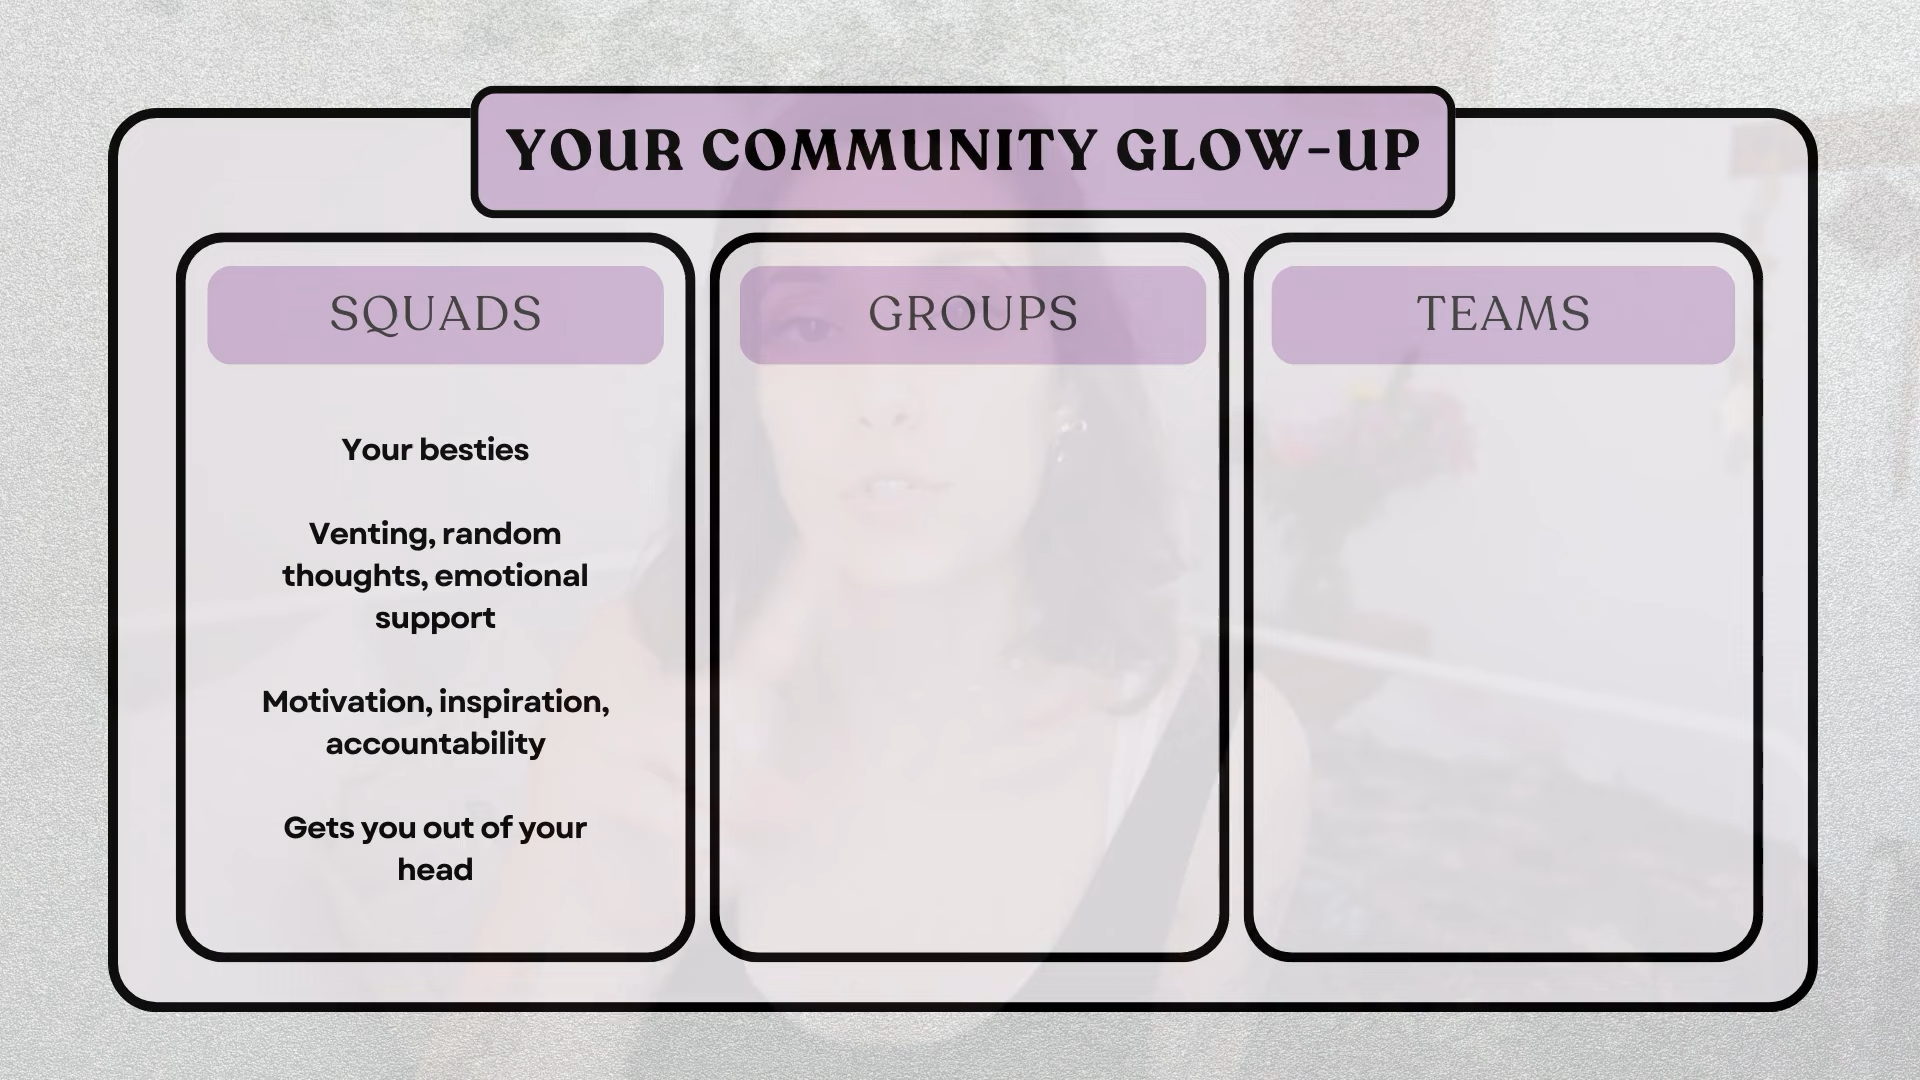 YOUR COMMUNITY GLOW-UP
SQUADS
Your besties
Venting, random
thoughts, emotional
support
Motivation, inspiration,
accountability
Gets you out of your
head
GROUPS
TEAMS